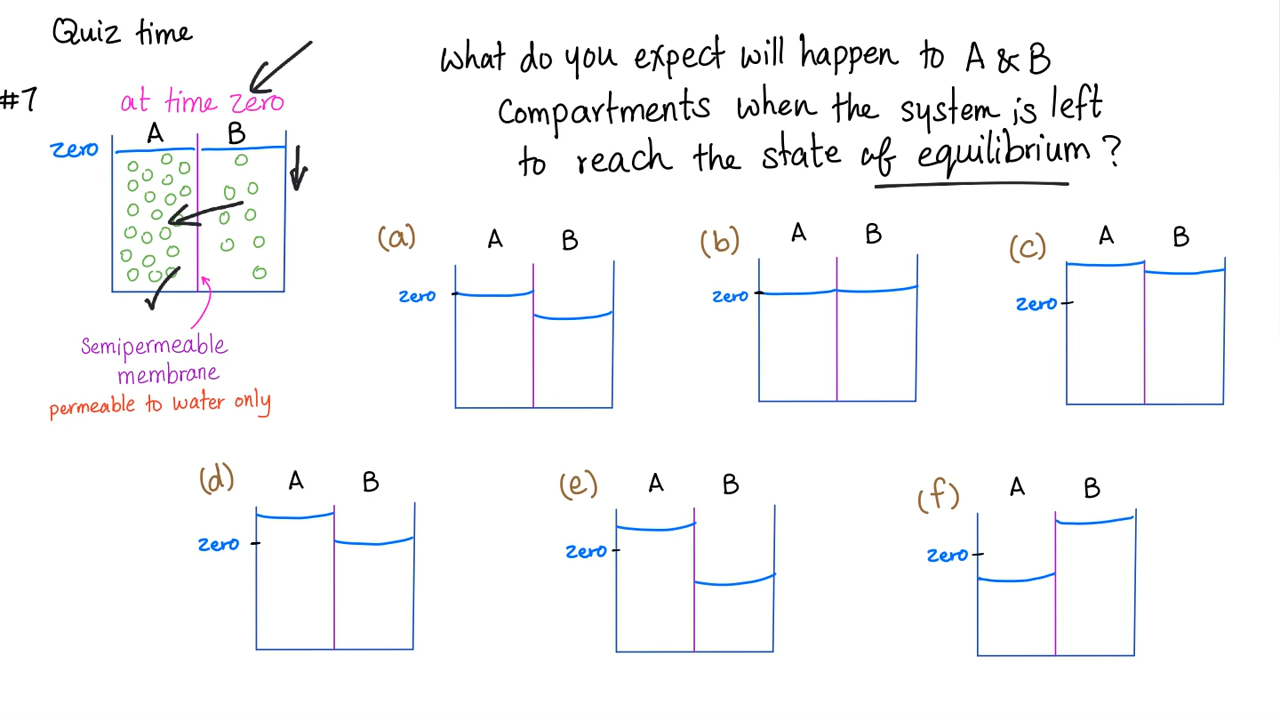 Quiz time
#7
at time zero
A B
zero
Semipermeable
membrane
permeable to water only
What do you expect will happen to A & B
compartments when the system is left
to reach the state of equilibrium?
(a) A B
zero
(b) A B
zero
(c) A B
zero
(d) A B
zero
(e) A B
zero
(f) A B
zero